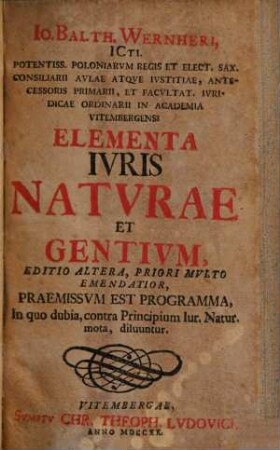 IO. BALTH. WERNHERI,
ICTI.
POTENTISS. POLONIARVM REGIS ET ELECT. SAX.
CONSILIARII AVLAE ATQVE IVSTITIAE, ANTE-
CESSORIS PRIMARII, ET FACVLTAT. IVRI-
DICAE ORDINARII IN ACADEMIA
VITEMBERGENSI
ELEMENTA
IVRIS
NATVRAE
ET
GENTIVM,
EDITIO ALTERA, PRIORI MVLTO
EMENDATIOR,
PRAEMISSVM EST PROGRAMMA,
In quo dubia, contra Principium Iur. Natur.
mota, diluuntur.
VITEMBERGAE,
SVMTV CHR. THEOPH. LVDOVICI,
ANNO MDCCXX.